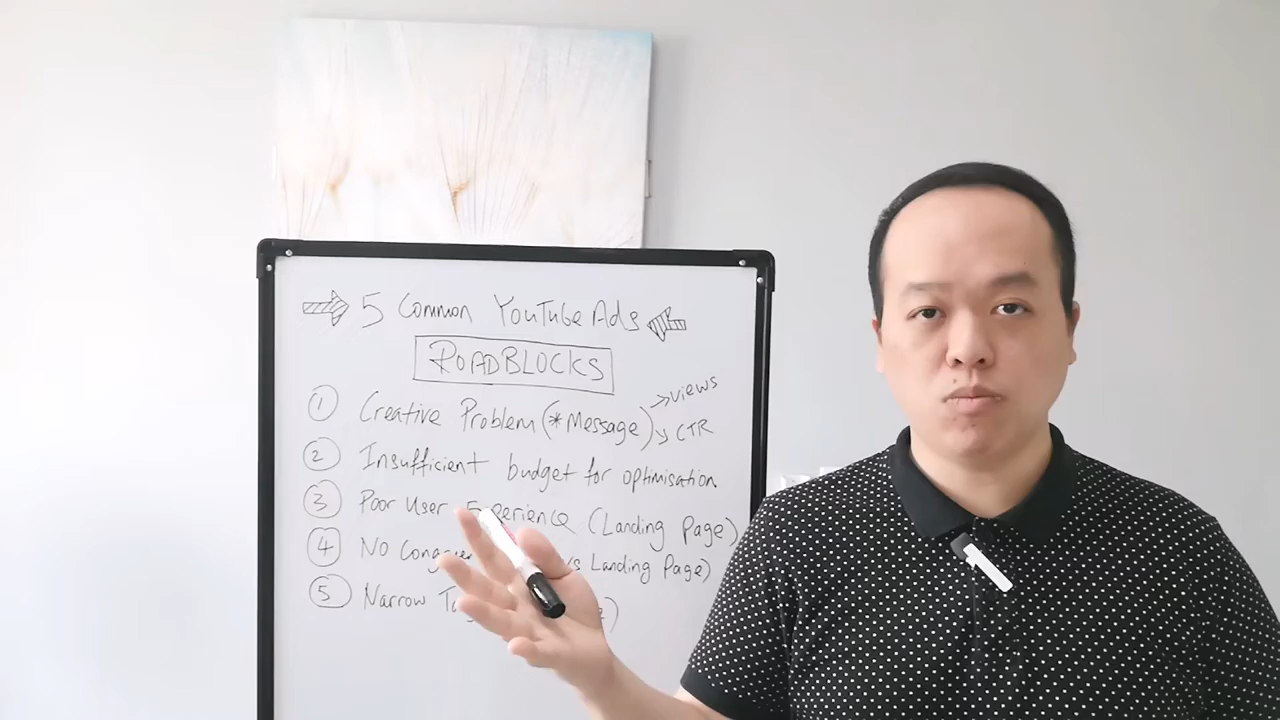 5 Common YouTube Ads
ROADBLOCKS
① Creative Problem (*Message) → Views
↘ CTR
② Insufficient budget for optimisation
③ Poor User Experience (Landing Page)
④ No vs Landing Page)
⑤ Narrow